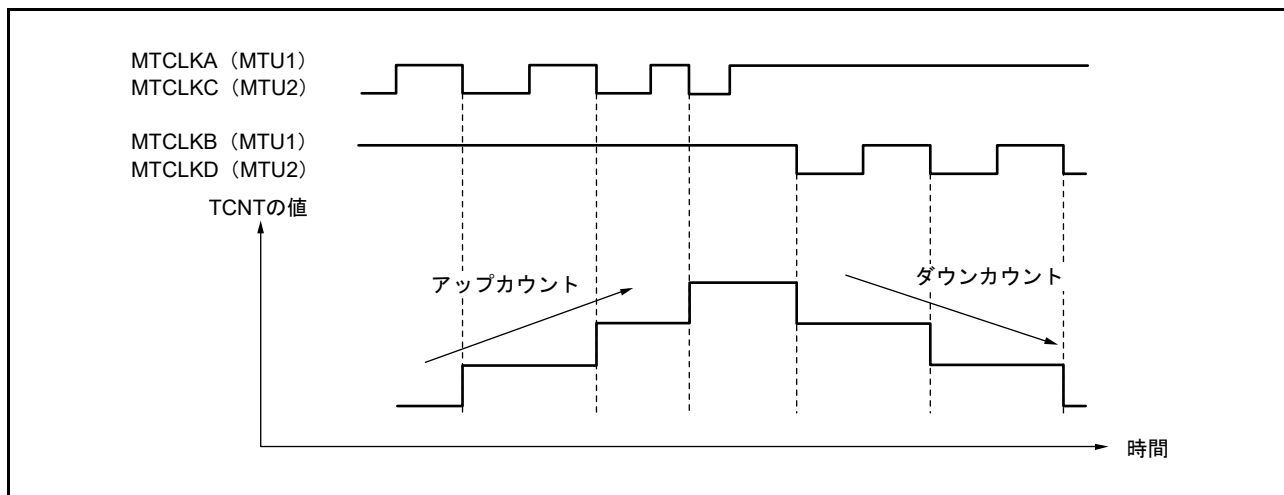 MTCLKA（MTU1）
MTCLKC（MTU2）
MTCLKB（MTU1）
MTCLKD（MTU2）
TCNTの値
アップカウント
ダウンカウント
時間